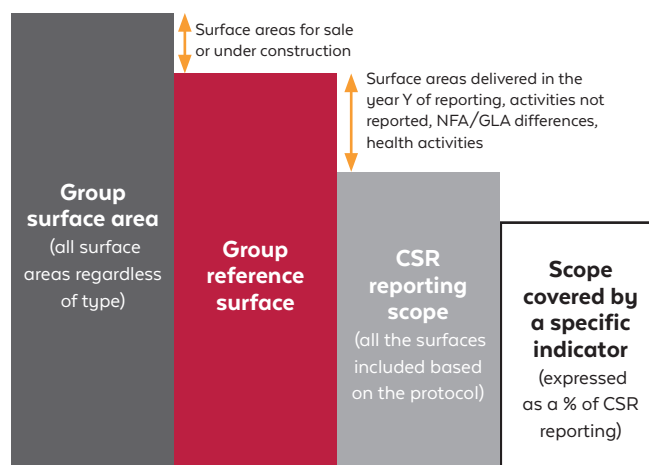 Surface areas for sale
or under construction
Surface areas delivered in the
year Y of reporting, activities not
reported, NFA/GLA differences,
health activities
Group
surface area
(all surface
areas regardless
of type)
Group
reference
surface
CSR
reporting
scope
(all the surfaces
included based
on the protocol)
Scope
covered by
a specific
indicator
(expressed
as a % of CSR
reporting)